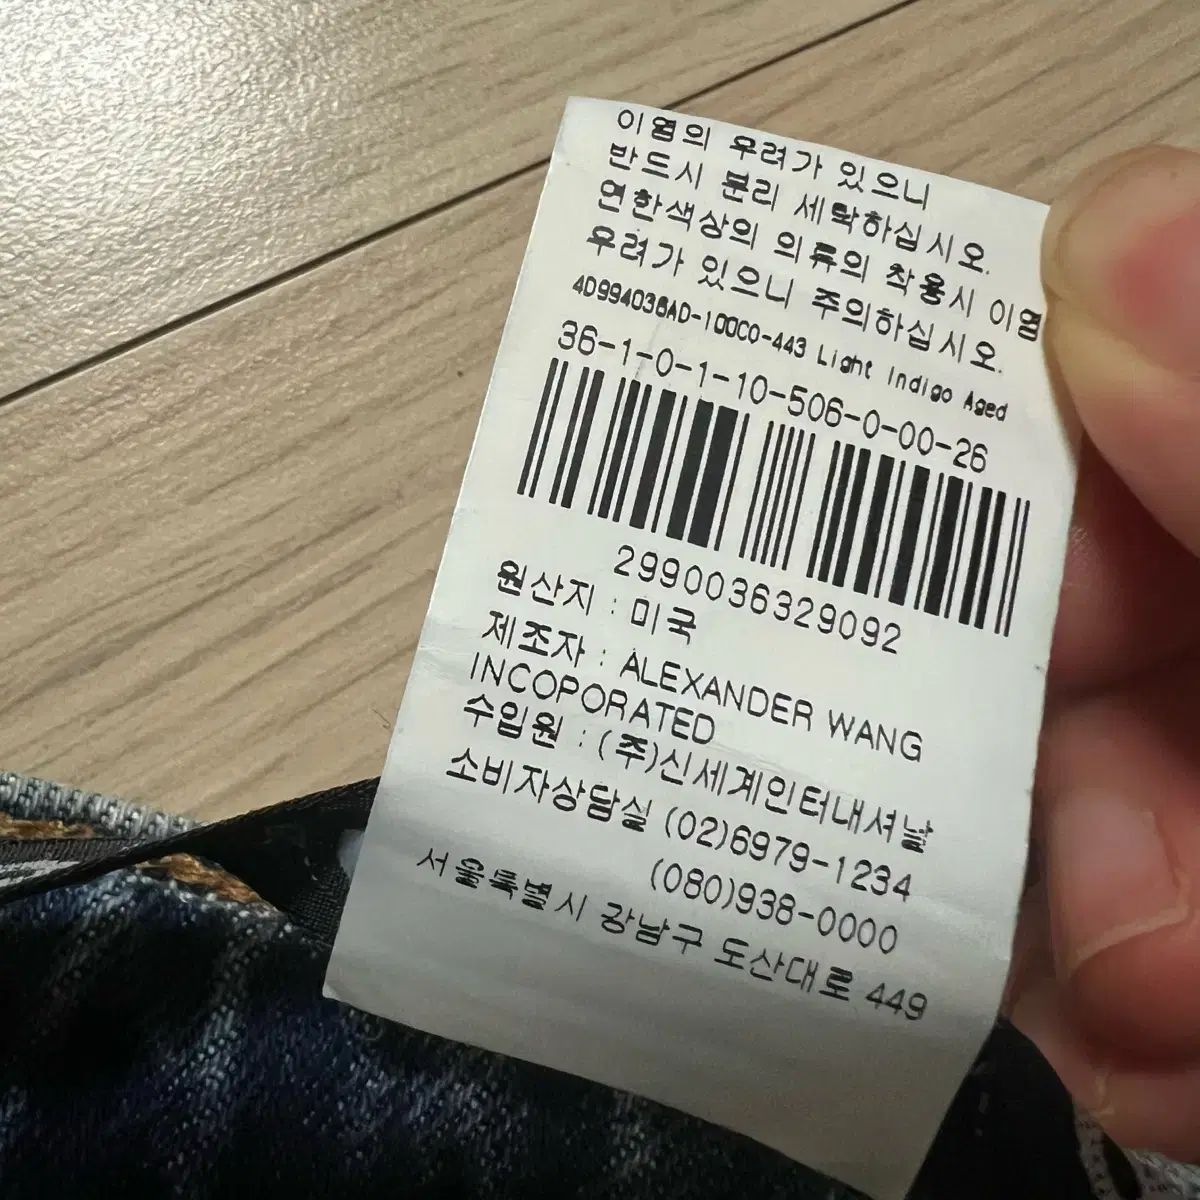 이염의 우려가 있으니
반드시 분리 세탁하십시오.
연한색상의 의류의 착용시 이염
우려가 있으니 주의하십시오.
4D994036AD-100C0-443 Light Indigo Aged
36-1-0-1-10-506-0-00-26
2990036329092
원산지 : 미국
제조자 : ALEXANDER WANG
INCOPORATED
수입원 : (주)신세계인터내셔날
소비자상담실 (02)6979-1234
(080)938-0000
서울특별시 강남구 도산대로 449